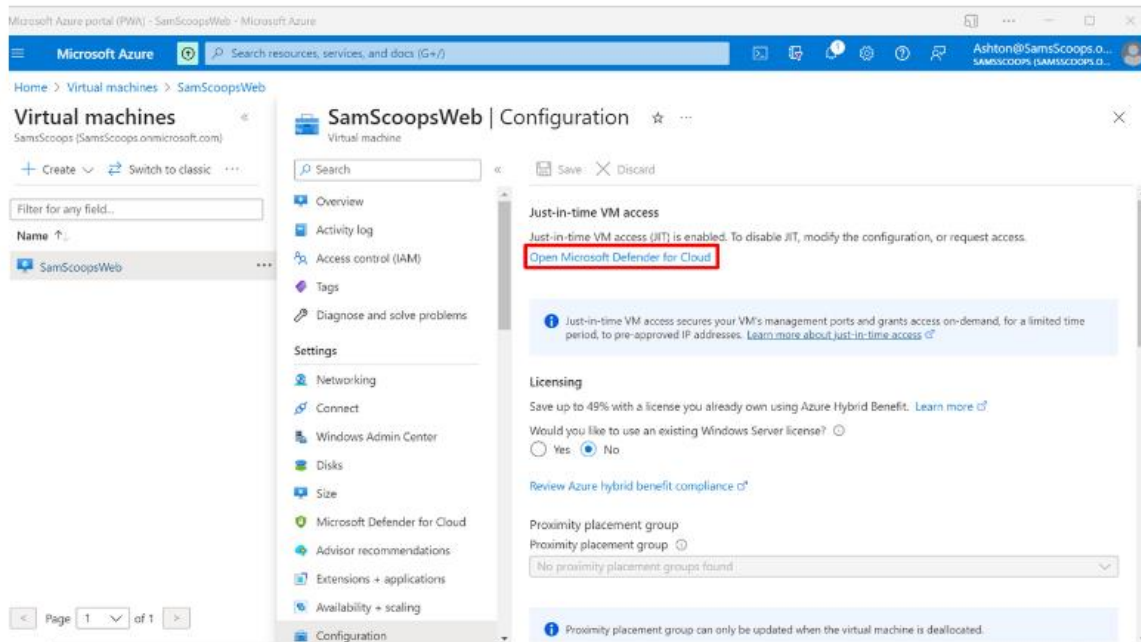 Microsoft Azure portal (PWA) - SamScoopsWeb - Microsoft Azure
Microsoft Azure
Search resources, services, and docs (G+/)
Ashton@SamsScoops.o...
SAMSSCOOPS (SAMSSCOOPS.O...
Home > Virtual machines > SamScoopsWeb
Virtual machines
SamsScoops (SamsScoops.onmicrosoft.com)
+ Create Switch to classic ...
Filter for any field...
Name ↑↓
SamScoopsWeb ...
Page 1 of 1
SamScoopsWeb | Configuration ...
Virtual machine
Search
Overview
Activity log
Access control (IAM)
Tags
Diagnose and solve problems
Settings
Networking
Connect
Windows Admin Center
Disks
Size
Microsoft Defender for Cloud
Advisor recommendations
Extensions + applications
Availability + scaling
Configuration
Save Discard
Just-in-time VM access
Just-in-time VM access (JIT) is enabled. To disable JIT, modify the configuration, or request access.
Open Microsoft Defender for Cloud
Just-in-time VM access secures your VM's management ports and grants access on-demand, for a limited time
period, to pre-approved IP addresses. Learn more about just-in-time access
Licensing
Save up to 49% with a license you already own using Azure Hybrid Benefit. Learn more
Would you like to use an existing Windows Server license?
Yes No
Review Azure hybrid benefit compliance
Proximity placement group
Proximity placement group
No proximity placement groups found
Proximity placement group can only be updated when the virtual machine is deallocated.